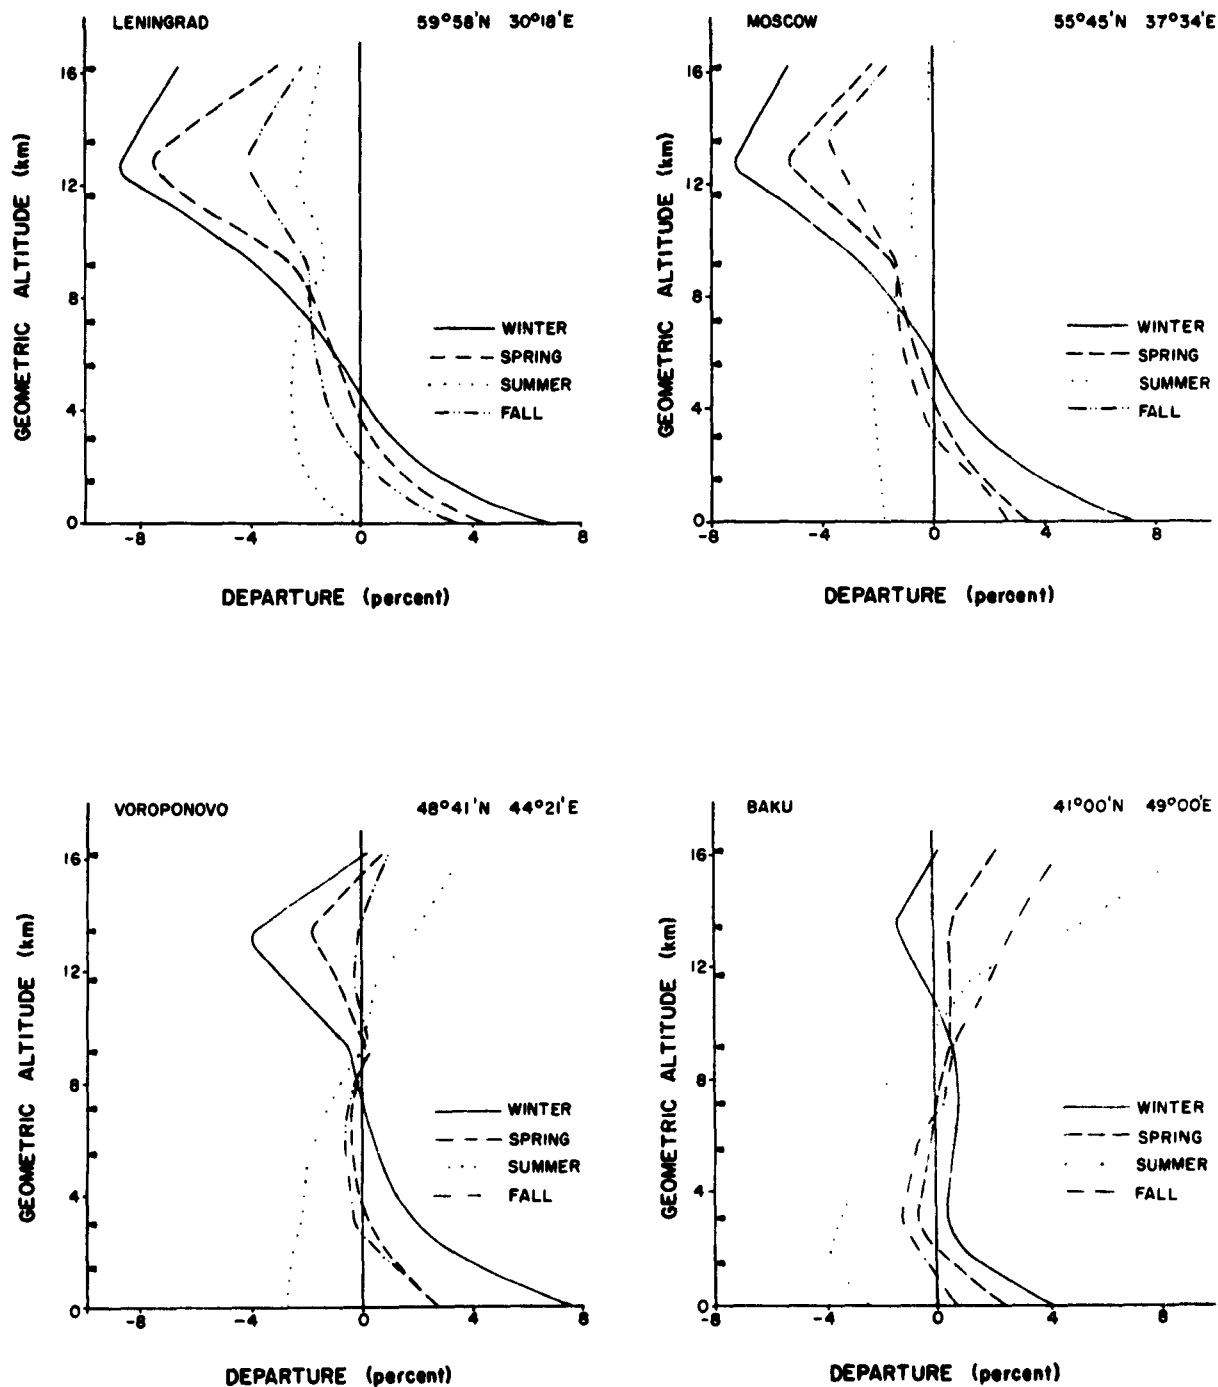 LENINGRAD 59°58'N 30°18'E
GEOMETRIC ALTITUDE (km)
16
12
8
4
0
WINTER
SPRING
SUMMER
FALL
-8 -4 0 4 8
DEPARTURE (percent)
MOSCOW 55°45'N 37°34'E
GEOMETRIC ALTITUDE (km)
16
12
8
4
0
WINTER
SPRING
SUMMER
FALL
-8 -4 0 4 8
DEPARTURE (percent)
VOROPONOVO 48°41'N 44°21'E
GEOMETRIC ALTITUDE (km)
16
12
8
4
0
WINTER
SPRING
SUMMER
FALL
-8 -4 0 4 8
DEPARTURE (percent)
BAKU 41°00'N 49°00'E
GEOMETRIC ALTITUDE (km)
16
12
8
4
0
WINTER
SPRING
SUMMER
FALL
-8 -4 0 4 8
DEPARTURE (percent)